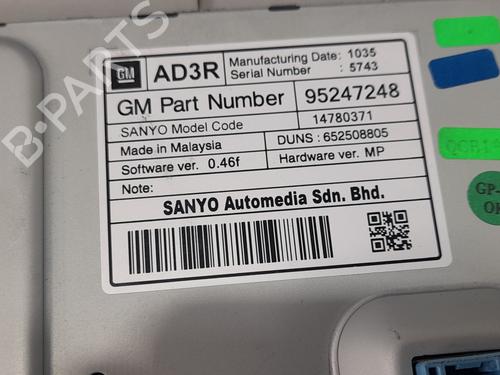 GM
AD3R
Manufacturing Date: 1035
Serial Number : 5743
GM Part Number 95247248
SANYO Model Code 14780371
Made in Malaysia DUNS : 652508805
Software ver. 0.46f Hardware ver. MP
Note:
SANYO Automedia Sdn. Bhd.
B-PARTS